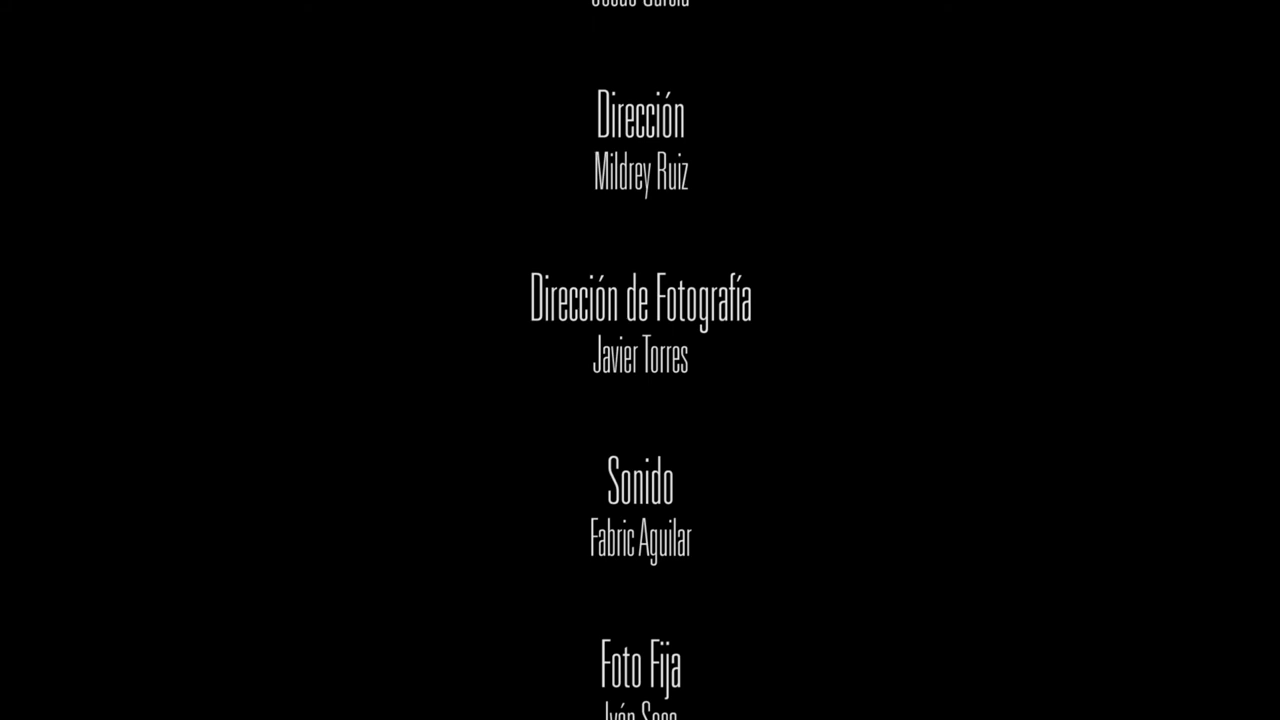 Dirección
Mildrey Ruiz
Dirección de Fotografía
Javier Torres
Sonido
Fabric Aguilar
Foto Fija